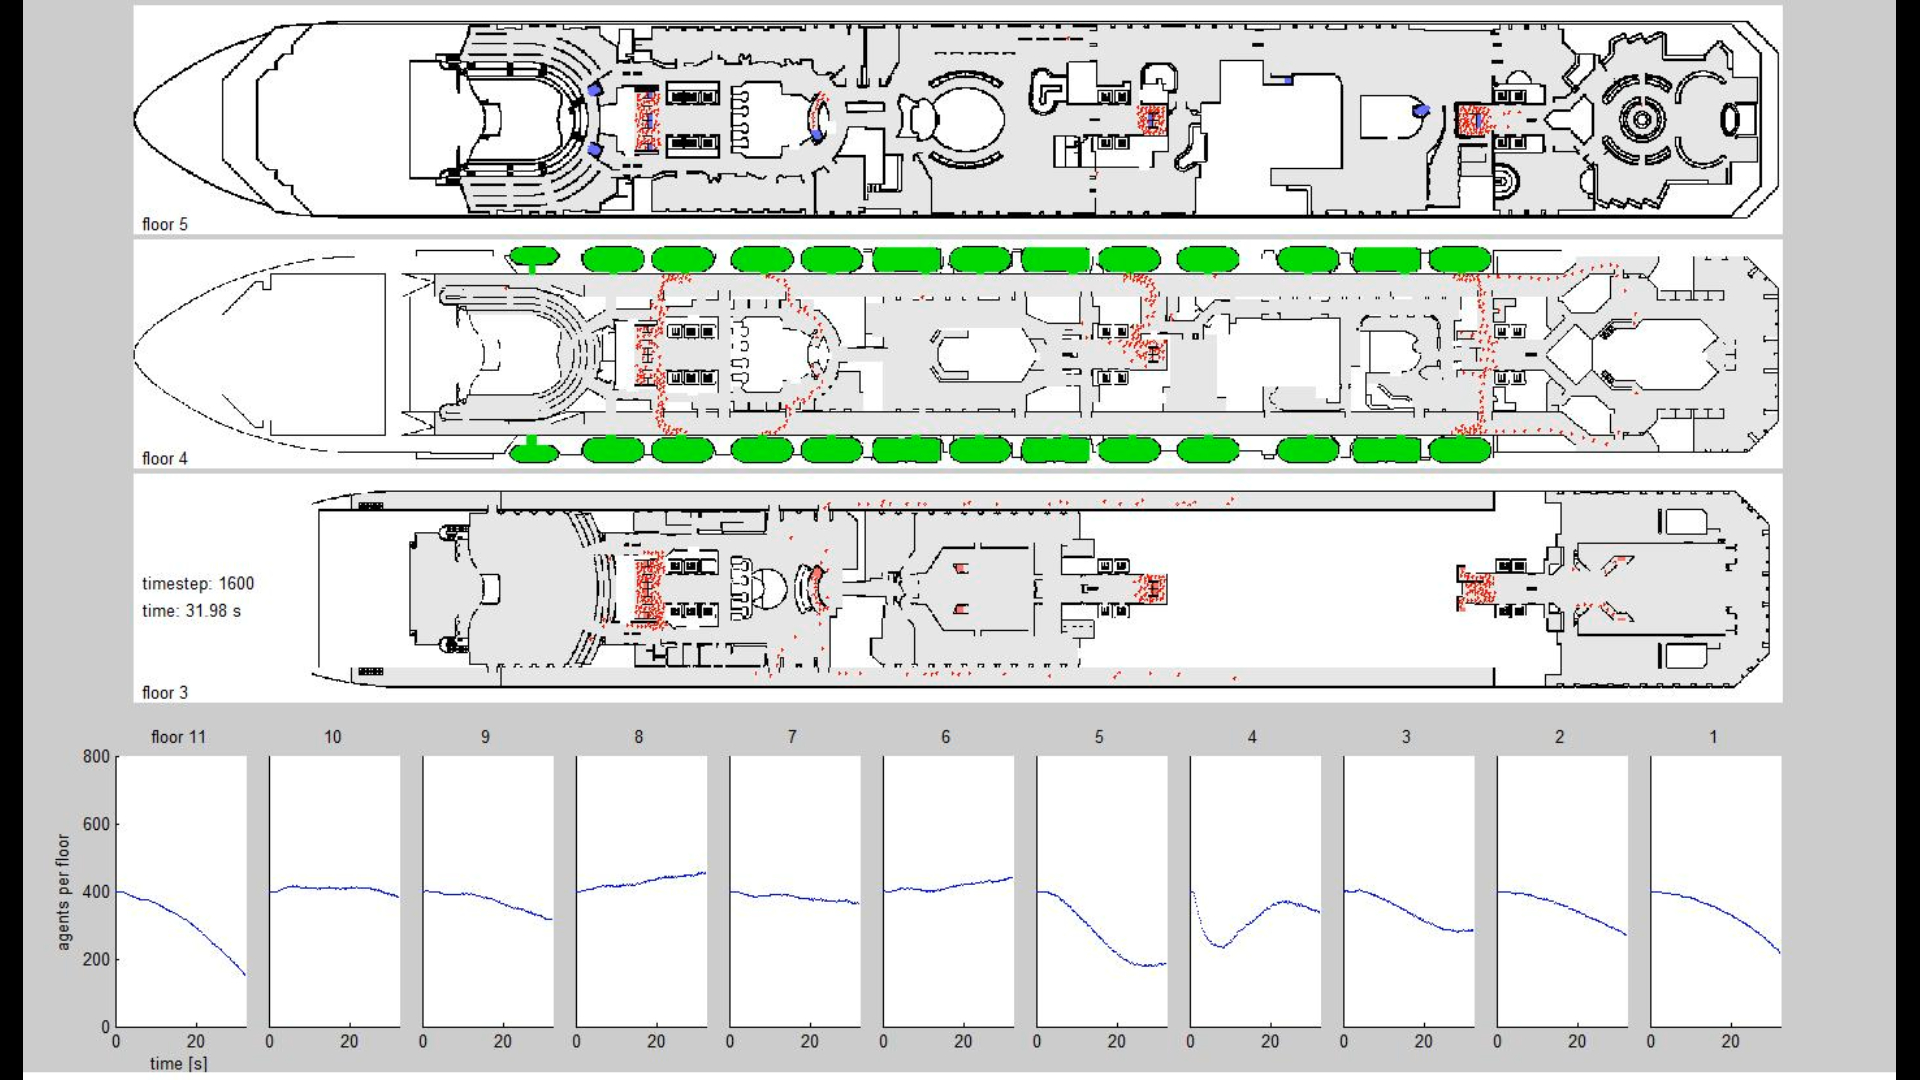 floor 5
floor 4
timestep: 1600
time: 31.98 s
floor 3
floor 11 10 9 8 7 6 5 4 3 2 1
800
600
400
200
0
agents per floor
0 20 0 20 0 20 0 20 0 20 0 20 0 20 0 20 0 20 0 20 0 20
time [s]